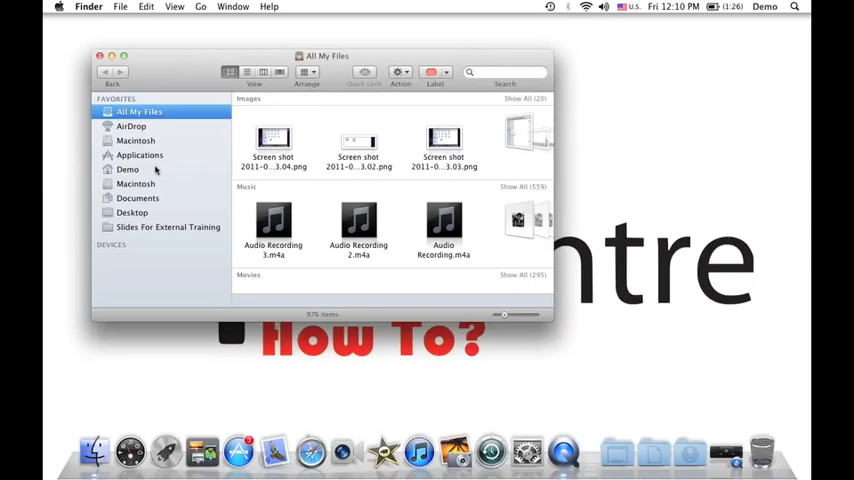 Finder File Edit View Go Window Help U.S. Fri 12:10 PM (1:26) Demo
All My Files
Back View Arrange Quick Look Action Label Search
FAVORITES
All My Files
AirDrop
Macintosh
Applications
Demo
Macintosh
Documents
Desktop
Slides For External Training
DEVICES
Images Show All (20)
Screen shot 2011-0...3.04.png
Screen shot 2011-0...3.02.png
Screen shot 2011-0...3.03.png
Music Show All (559)
Audio Recording 3.m4a
Audio Recording 2.m4a
Audio Recording.m4a
Movies Show All (295)
976 items
ntre
How To?